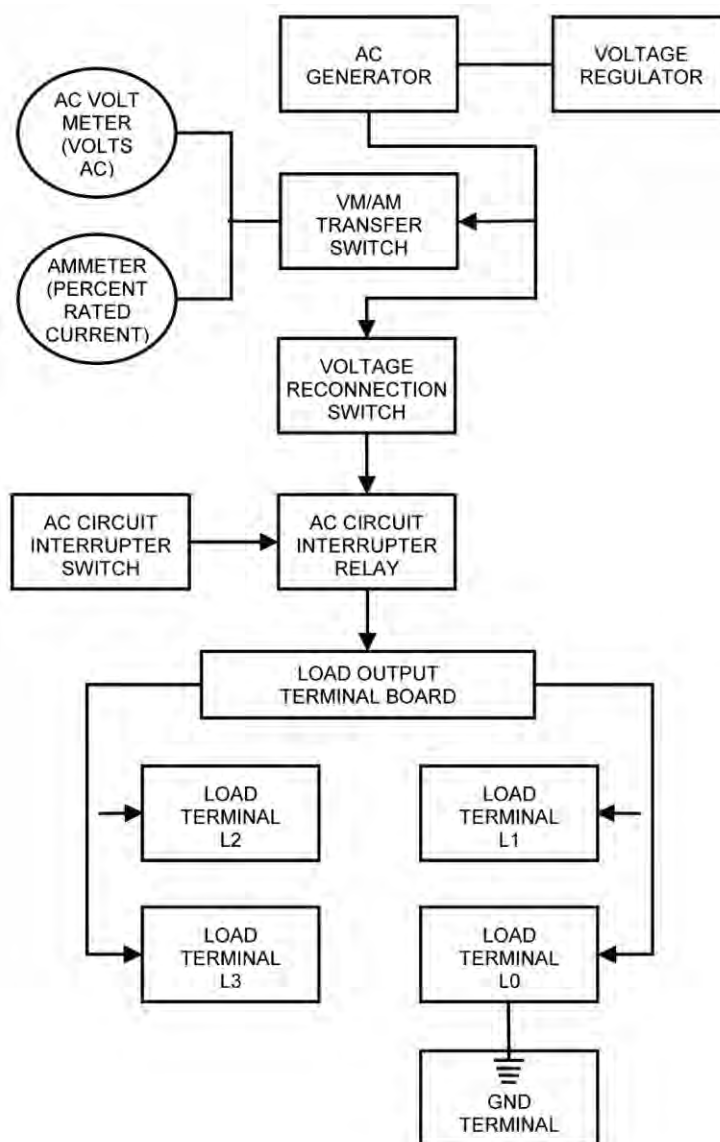 AC
GENERATOR
VOLTAGE
REGULATOR
AC VOLT
METER
(VOLTS
AC)
VM/AM
TRANSFER
SWITCH
AMMETER
(PERCENT
RATED
CURRENT)
VOLTAGE
RECONNECTION
SWITCH
AC CIRCUIT
INTERRUPTER
SWITCH
AC CIRCUIT
INTERRUPTER
RELAY
LOAD OUTPUT
TERMINAL BOARD
LOAD
TERMINAL
L2
LOAD
TERMINAL
L1
LOAD
TERMINAL
L3
LOAD
TERMINAL
L0
GND
TERMINAL